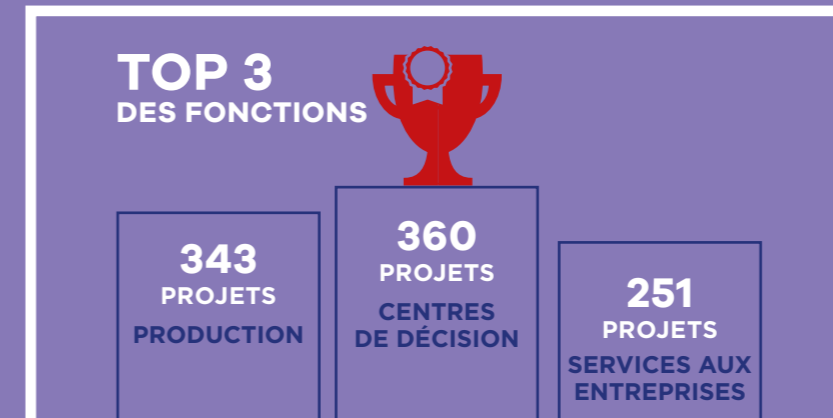 TOP 3
DES FONCTIONS
343
PROJETS
PRODUCTION
360
PROJETS
CENTRES
DE DÉCISION
251
PROJETS
SERVICES AUX
ENTREPRISES